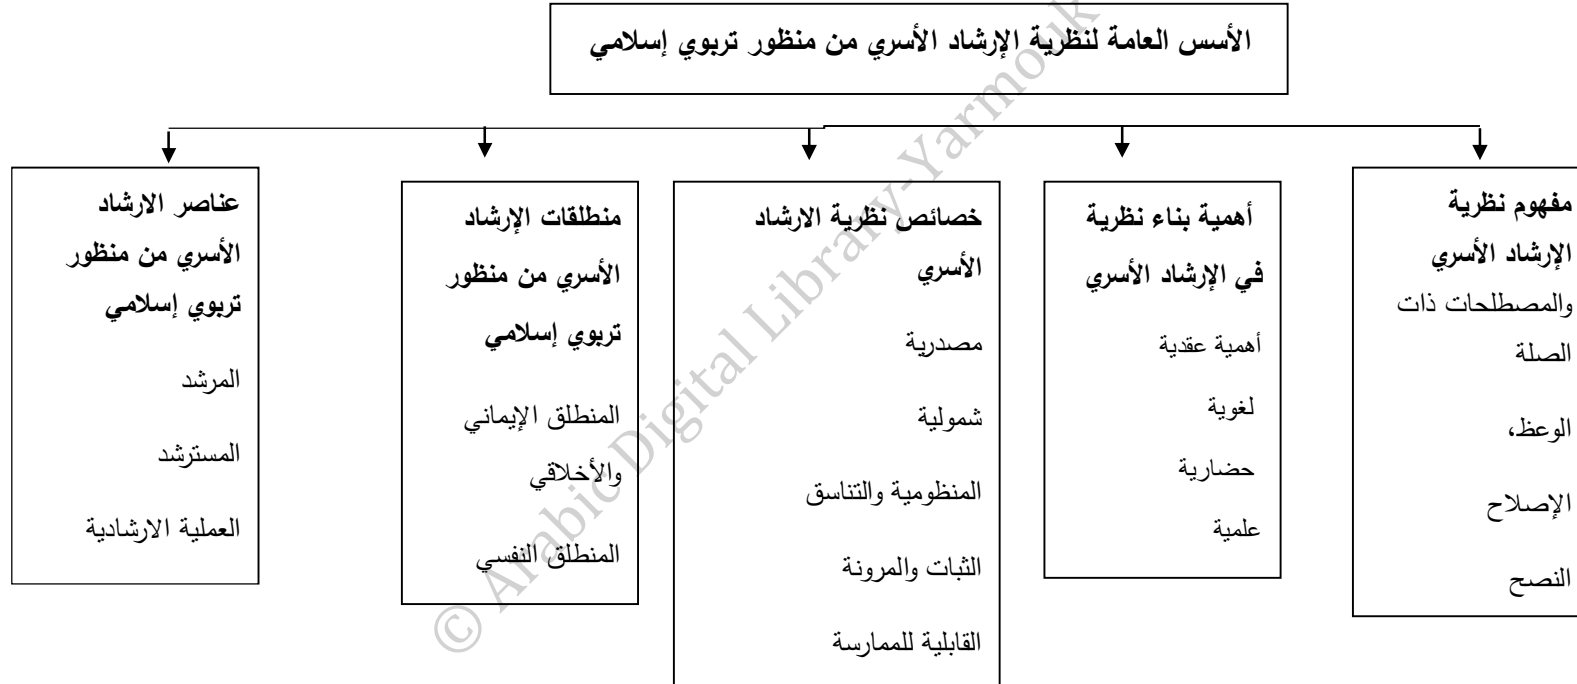 الأسس العامة لنظرية الإرشاد الأسري من منظور تربوي إسلامي
مفهوم نظرية
الإرشاد الأسري
والمصطلحات ذات
الصلة
الوعظ،
الإصلاح
النصح
أهمية بناء نظرية
في الإرشاد الأسري
أهمية عقدية
لغوية
حضارية
علمية
خصائص نظرية الارشاد
الأسري
مصدرية
شمولية
المنظومية والتناسق
الثبات والمرونة
القابلية للممارسة
منطلقات الإرشاد
الأسري من منظور
تربوي إسلامي
المنطلق الإيماني
والأخلاقي
المنطلق النفسي
عناصر الارشاد
الأسري من منظور
تربوي إسلامي
المرشد
المسترشد
العملية الارشادية
© Arabic Digital Library-Yarmouk